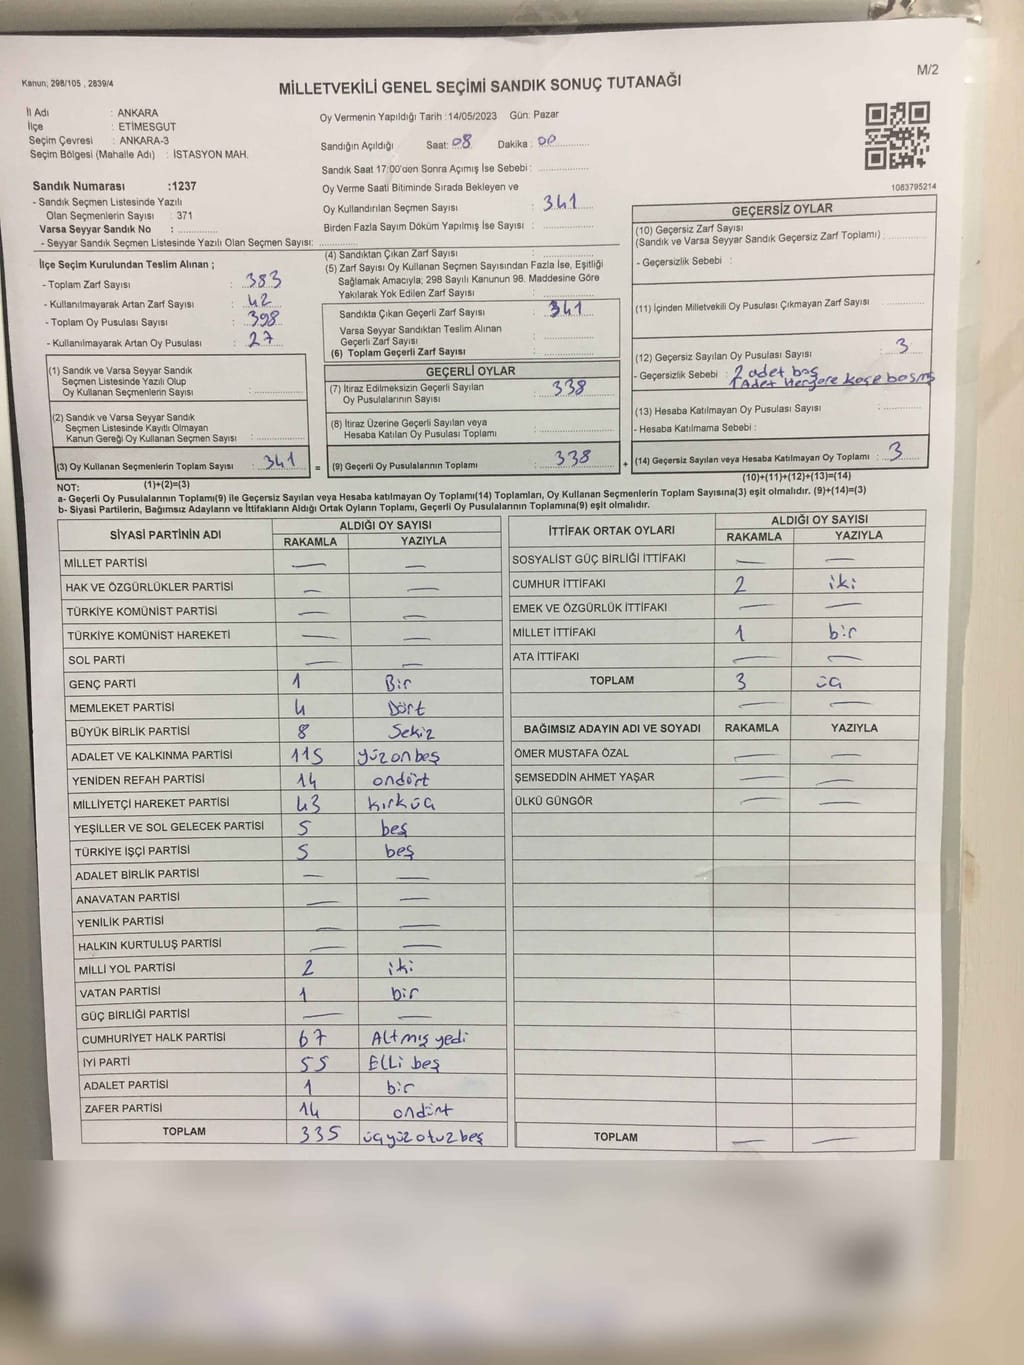 M/2
Kanun; 298/105 , 2839/4
MİLLETVEKİLİ GENEL SEÇİMİ SANDIK SONUÇ TUTANAĞI
İl Adı : ANKARA
İlçe : ETİMESGUT
Seçim Çevresi : ANKARA-3
Seçim Bölgesi (Mahalle Adı) : İSTASYON MAH.
Oy Vermenin Yapıldığı Tarih :14/05/2023 Gün: Pazar
Sandığın Açıldığı Saat: 08 Dakika : 00
Sandık Saat 17:00'den Sonra Açımış İse Sebebi :
Oy Verme Saati Bitiminde Sırada Bekleyen ve
Oy Kullandırılan Seçmen Sayısı : 341
Birden Fazla Sayım Döküm Yapılmış İse Sayısı :
1083795214
Sandık Numarası :1237
- Sandık Seçmen Listesinde Yazılı
Olan Seçmenlerin Sayısı : 371
Varsa Seyyar Sandık No :
- Seyyar Sandık Seçmen Listesinde Yazılı Olan Seçmen Sayısı:
İlçe Seçim Kurulundan Teslim Alınan ;
- Toplam Zarf Sayısı : 383
- Kullanılmayarak Artan Zarf Sayısı : 42
- Toplam Oy Pusulası Sayısı : 398
- Kullanılmayarak Artan Oy Pusulası : 27
(1) Sandık ve Varsa Seyyar Sandık
Seçmen Listesinde Yazılı Olup
Oy Kullanan Seçmen Sayısı :
(2) Sandık ve Varsa Seyyar Sandık
Seçmen Listesinde Kayıtlı Olmayan
Kanun Gereği Oy Kullanan Seçmen Sayısı :
(3) Oy Kullanan Seçmenlerin Toplam Sayısı : 341
(1)+(2)=(3)
(4) Sandıktan Çıkan Zarf Sayısı :
(5) Zarf Sayısı Oy Kullanan Seçmen Sayısından Fazla İse, Eşitliği
Sağlamak Amacıyla; 298 Sayılı Kanunun 98. Maddesine Göre
Yakılarak Yok Edilen Zarf Sayısı :
Sandıkta Çıkan Geçerli Zarf Sayısı : 341
Varsa Seyyar Sandıktan Teslim Alınan
Geçerli Zarf Sayısı :
(6) Toplam Geçerli Zarf Sayısı :
GEÇERLİ OYLAR
(7) İtiraz Edilmeksizin Geçerli Sayılan
Oy Pusulalarının Sayısı : 338
(8) İtiraz Üzerine Geçerli Sayılan veya
Hesaba Katılan Oy Pusulası Toplamı :
= (9) Geçerli Oy Pusulalarının Toplamı : 338 +
GEÇERSİZ OYLAR
(10) Geçersiz Zarf Sayısı
(Sandık ve Varsa Seyyar Sandık Geçersiz Zarf Toplamı) :
- Geçersizlik Sebebi :
(11) İçinden Milletvekili Oy Pusulası Çıkmayan Zarf Sayısı :
(12) Geçersiz Sayılan Oy Pusulası Sayısı : 3
- Geçersizlik Sebebi : 2 adet boş
1 Adet Heryere kaşe basmış
(13) Hesaba Katılmayan Oy Pusulası Sayısı :
- Hesaba Katılmama Sebebi :
(14) Geçersiz Sayılan veya Hesaba Katılmayan Oy Toplamı : 3
(10)+(11)+(12)+(13)=(14)
NOT:
a- Geçerli Oy Pusulalarının Toplamı(9) ile Geçersiz Sayılan veya Hesaba katılmayan Oy Toplamı(14) Toplamları, Oy Kullanan Seçmenlerin Toplam Sayısına(3) eşit olmalıdır. (9)+(14)=(3)
b- Siyasi Partilerin, Bağımsız Adayların ve İttifakların Aldığı Ortak Oyların Toplamı, Geçerli Oy Pusulalarının Toplamına(9) eşit olmalıdır.
SİYASİ PARTİNİN ADI ALDIĞI OY SAYISI
RAKAMLA YAZIYLA
MİLLET PARTİSİ — —
HAK VE ÖZGÜRLÜKLER PARTİSİ — —
TÜRKİYE KOMÜNİST PARTİSİ — —
TÜRKİYE KOMÜNİST HAREKETİ — —
SOL PARTİ — —
GENÇ PARTİ 1 Bir
MEMLEKET PARTİSİ 4 Dört
BÜYÜK BİRLİK PARTİSİ 8 Sekiz
ADALET VE KALKINMA PARTİSİ 115 yüzonbeş
YENİDEN REFAH PARTİSİ 14 ondört
MİLLİYETÇİ HAREKET PARTİSİ 43 kırküç
YEŞİLLER VE SOL GELECEK PARTİSİ 5 beş
TÜRKİYE İŞÇİ PARTİSİ 5 beş
ADALET BİRLİK PARTİSİ — —
ANAVATAN PARTİSİ — —
YENİLİK PARTİSİ — —
HALKIN KURTULUŞ PARTİSİ — —
MİLLİ YOL PARTİSİ 2 iki
VATAN PARTİSİ 1 bir
GÜÇ BİRLİĞİ PARTİSİ — —
CUMHURİYET HALK PARTİSİ 67 Altmış yedi
İYİ PARTİ 55 Elli beş
ADALET PARTİSİ 1 bir
ZAFER PARTİSİ 14 ondört
TOPLAM 335 üçyüzotuzbeş
İTTİFAK ORTAK OYLARI ALDIĞI OY SAYISI
RAKAMLA YAZIYLA
SOSYALİST GÜÇ BİRLİĞİ İTTİFAKI — —
CUMHUR İTTİFAKI 2 iki
EMEK VE ÖZGÜRLÜK İTTİFAKI — —
MİLLET İTTİFAKI 1 bir
ATA İTTİFAKI — —
TOPLAM 3 üç
— —
BAĞIMSIZ ADAYIN ADI VE SOYADI RAKAMLA YAZIYLA
ÖMER MUSTAFA ÖZAL — —
ŞEMSEDDİN AHMET YAŞAR — —
ÜLKÜ GÜNGÖR — —
TOPLAM — —